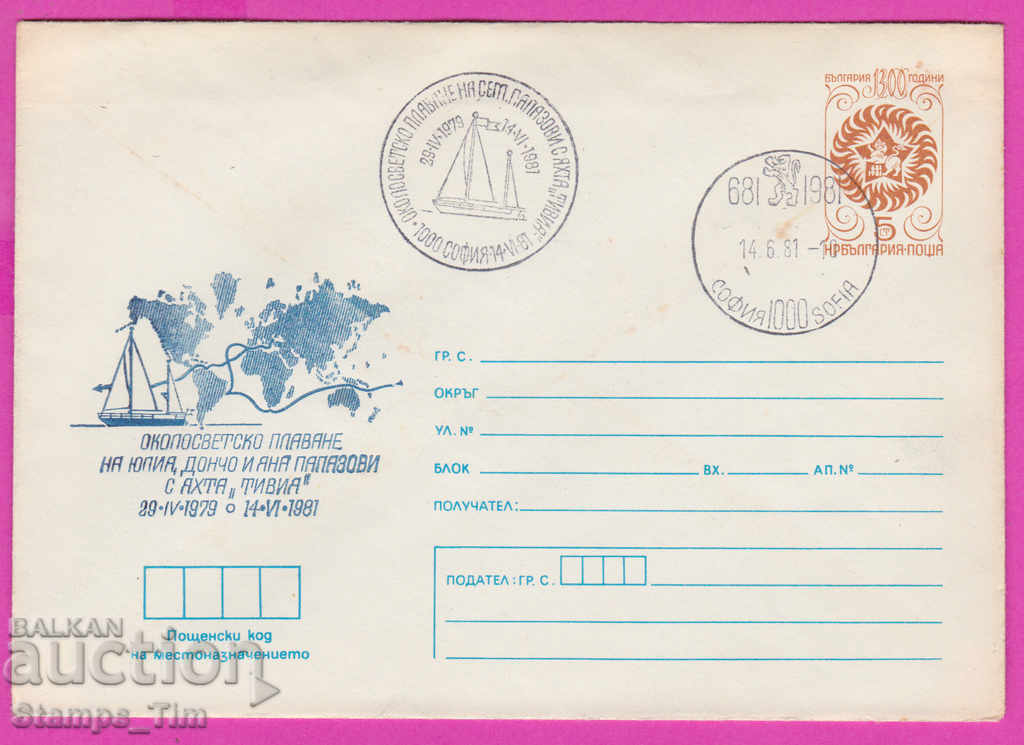 БЪЛГАРИЯ 1300 ГОДИНИ
5 СТ
НР БЪЛГАРИЯ·ПОЩА
ОКОЛОСВЕТСКО ПЛАВАНЕ НА СЕМ. ПАПАЗОВИ С ЯХТА „ТИВИЯ"
29·IV·1979 14·VI·1981
1000 СОФИЯ·14·VI·81
681 1981
14.6.81 -10
СОФИЯ 1000 SOFIA
ОКОЛОСВЕТСКО ПЛАВАНЕ
НА ЮЛИЯ, ДОНЧО И ЯНА ПАПАЗОВИ
С ЯХТА „ТИВИЯ"
29·IV·1979 o 14·VI·1981
ГР. С.
ОКРЪГ
УЛ. №
БЛОК ВХ. АП. №
ПОЛУЧАТЕЛ:
ПОДАТЕЛ: ГР. С.
Пощенски код
на местоназначението
BALKAN
auction
Stamps_Tim